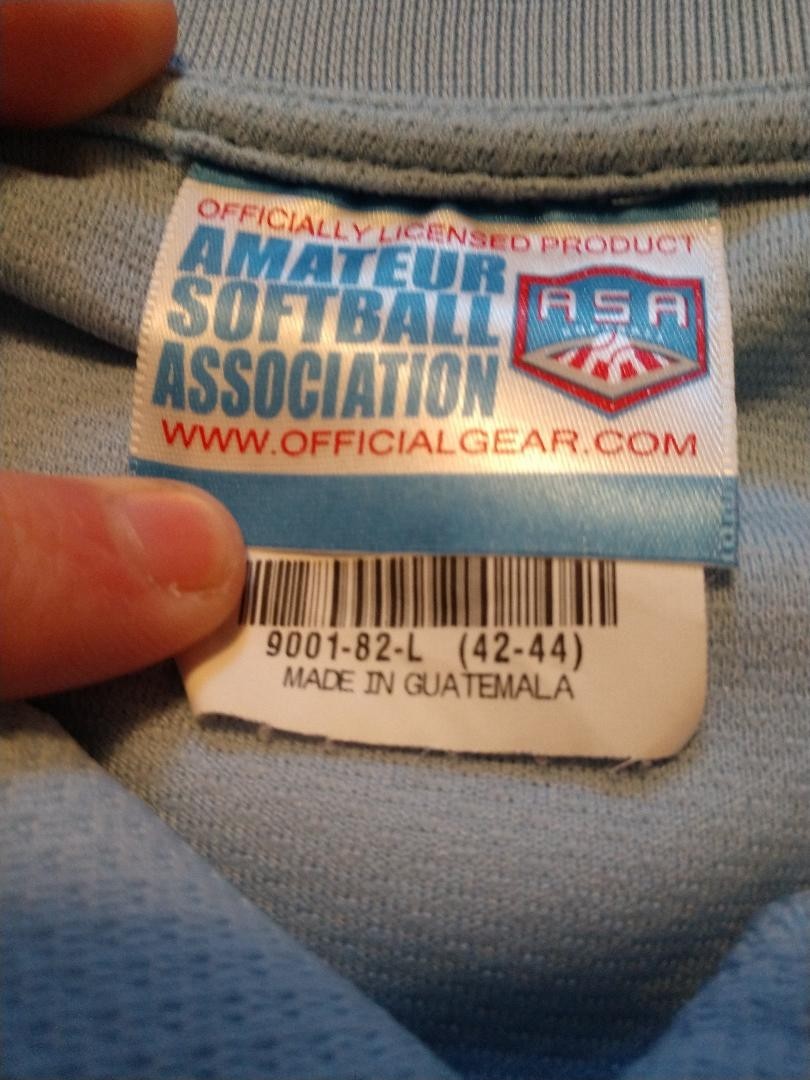 OFFICIALLY LICENSED PRODUCT
AMATEUR
SOFTBALL
ASSOCIATION
ASA
WWW.OFFICIALGEAR.COM
9001-82-L (42-44)
MADE IN GUATEMALA